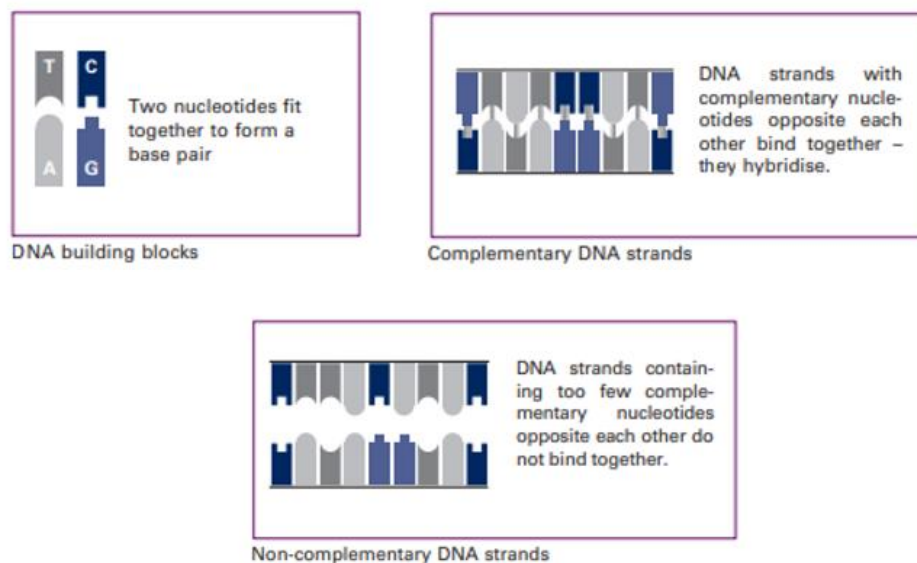 T C
Two nucleotides fit
together to form a
base pair
A G
DNA building blocks
DNA strands with
complementary nucle-
otides opposite each
other bind together –
they hybridise.
Complementary DNA strands
DNA strands contain-
ing too few comple-
mentary nucleotides
opposite each other do
not bind together.
Non-complementary DNA strands